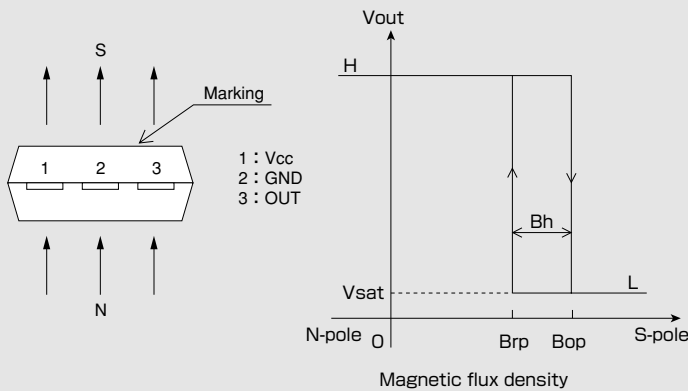 S
Marking
1 2 3
1：Vcc
2：GND
3：OUT
N
Vout
H
Bh
Vsat
L
N-pole O Brp Bop S-pole
Magnetic flux density